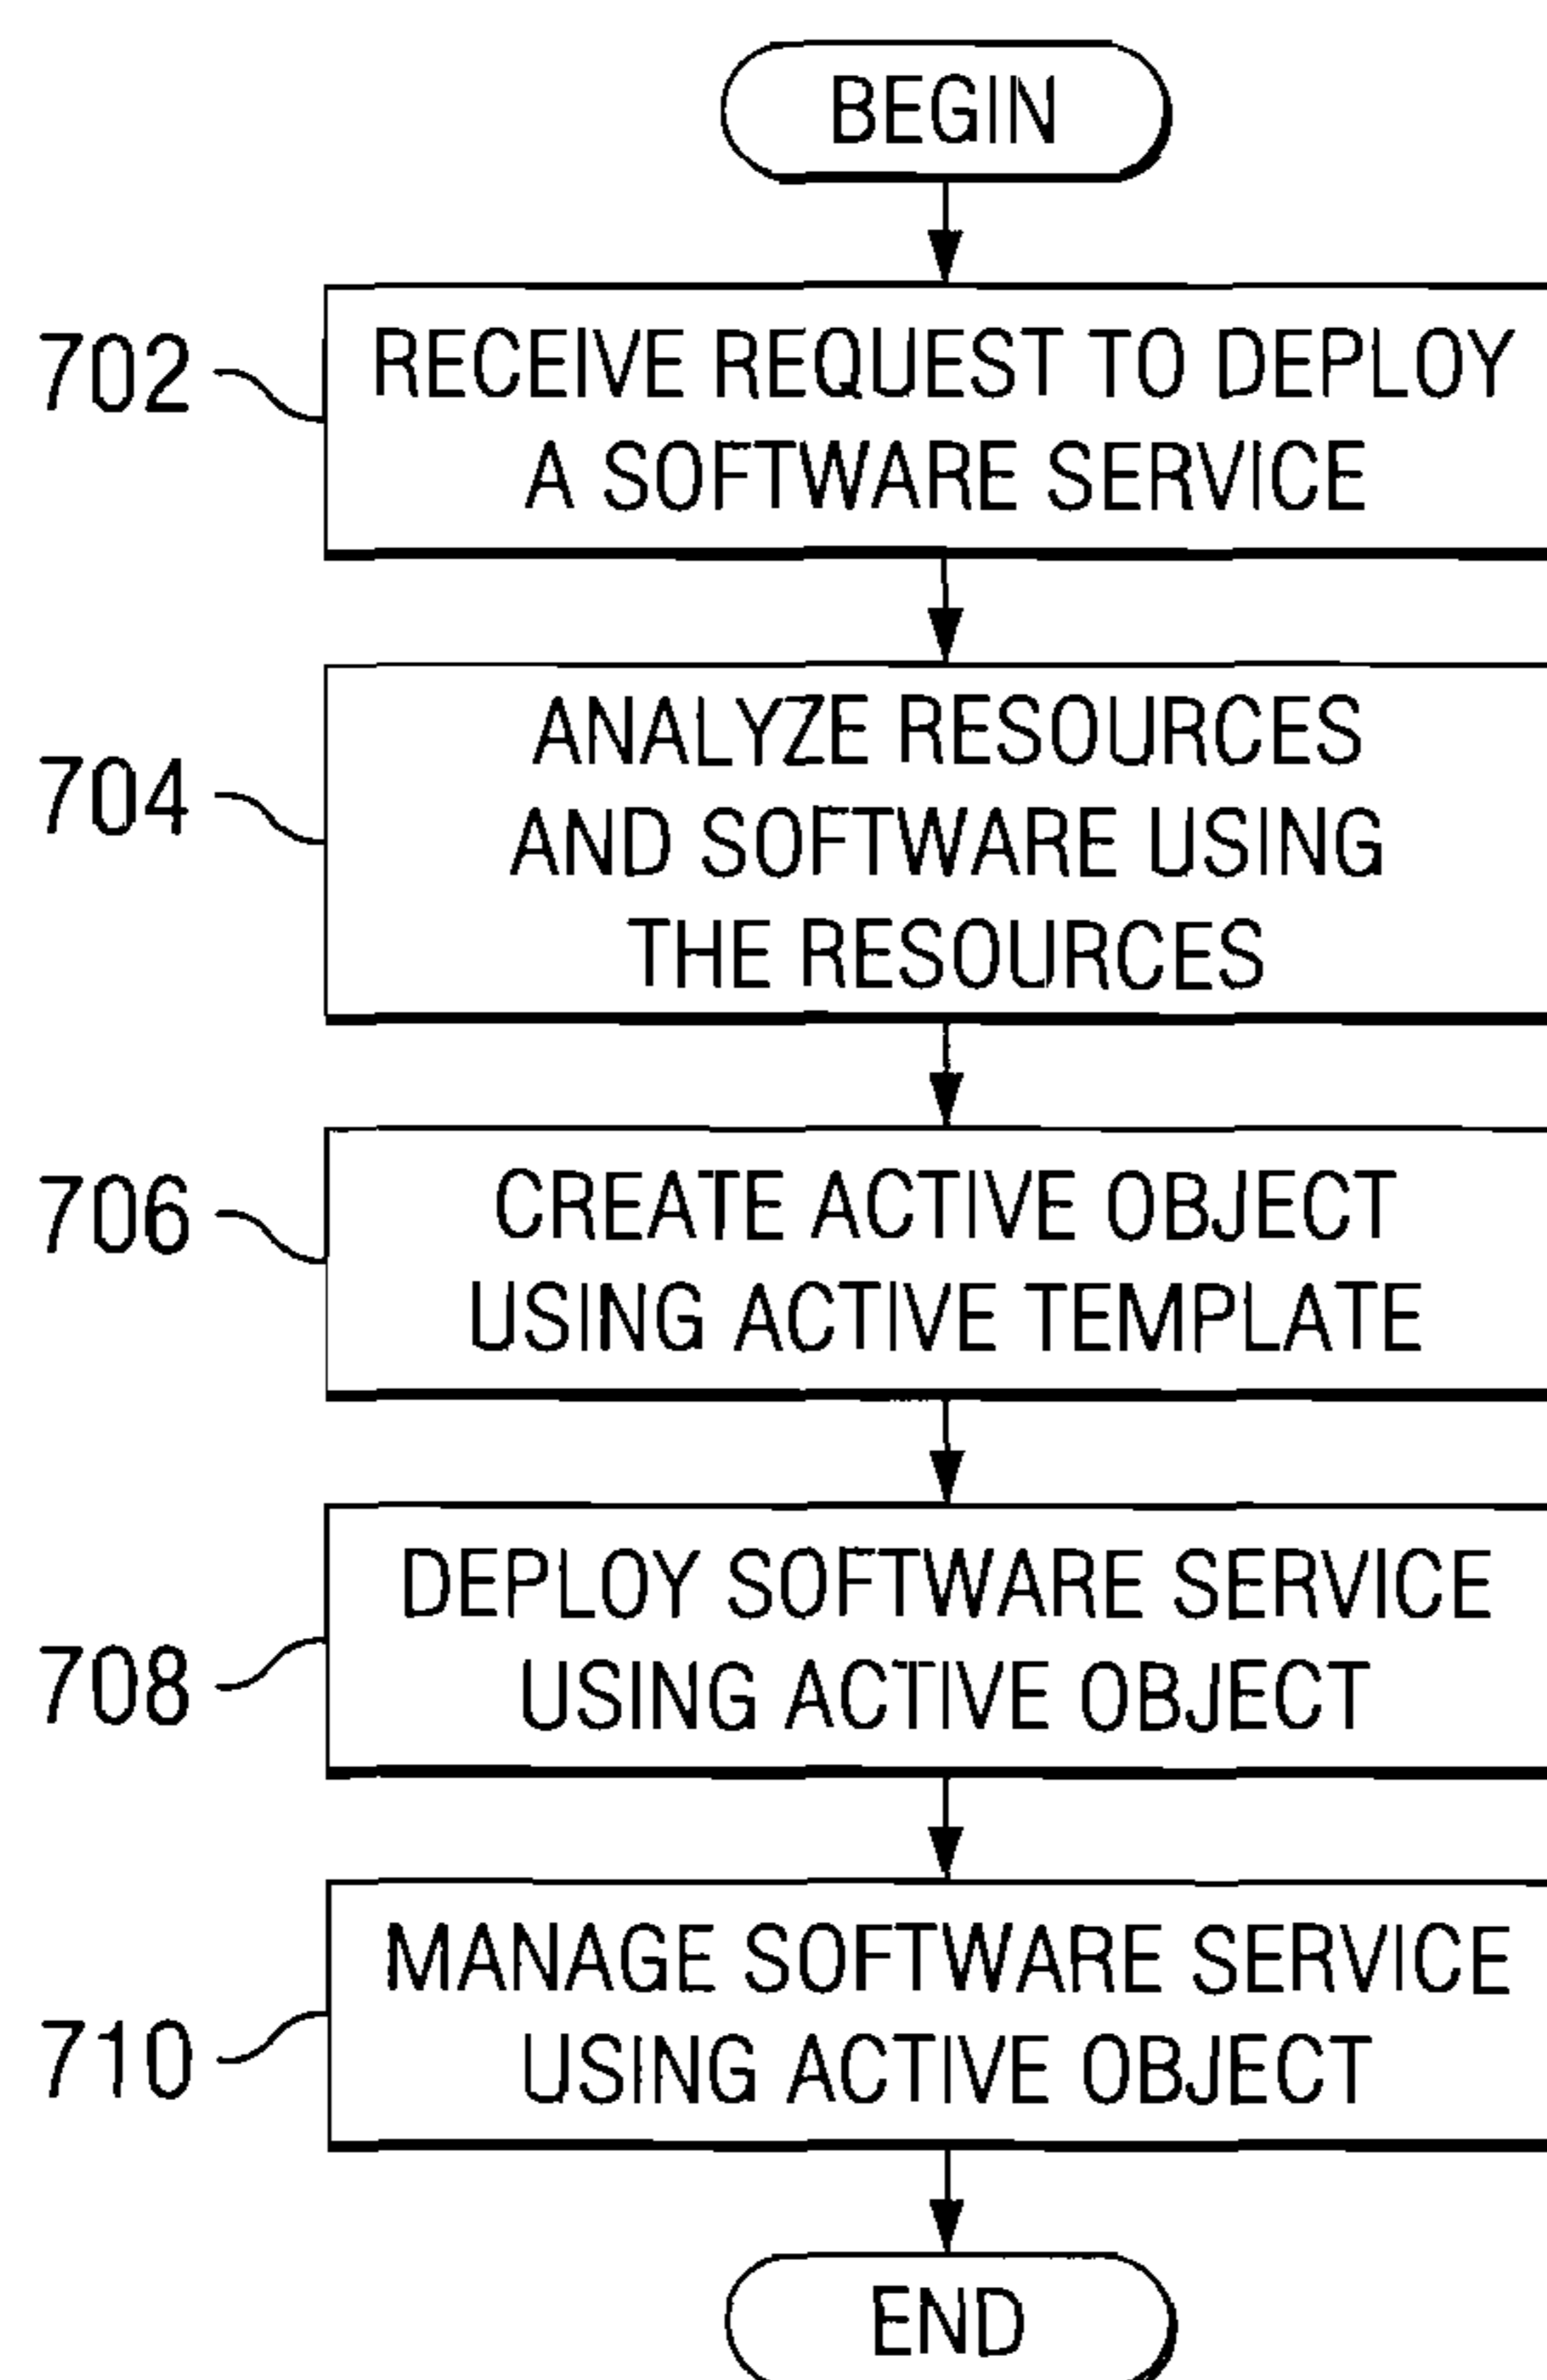 BEGIN
702
RECEIVE REQUEST TO DEPLOY
A SOFTWARE SERVICE
704
ANALYZE RESOURCES
AND SOFTWARE USING
THE RESOURCES
706
CREATE ACTIVE OBJECT
USING ACTIVE TEMPLATE
708
DEPLOY SOFTWARE SERVICE
USING ACTIVE OBJECT
710
MANAGE SOFTWARE SERVICE
USING ACTIVE OBJECT
END